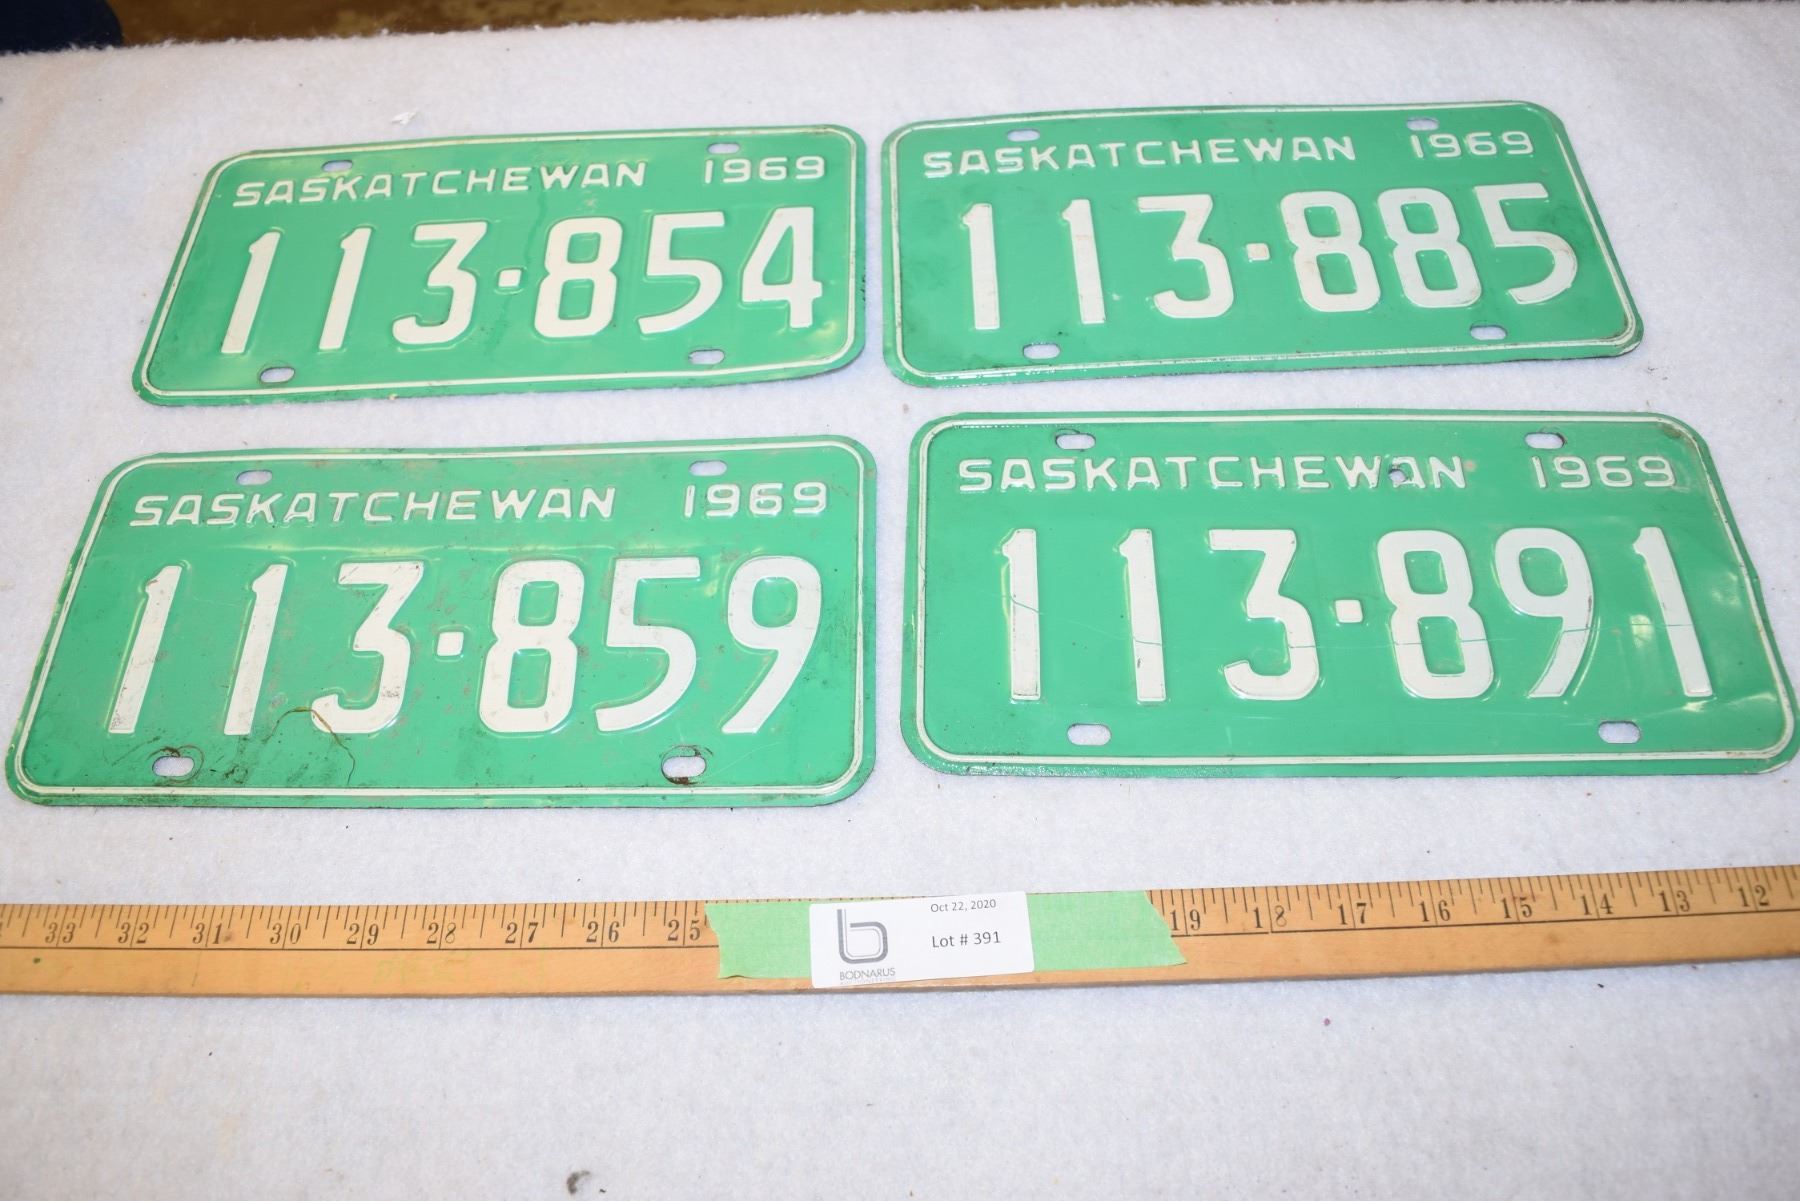 SASKATCHEWAN 1969
113·854
SASKATCHEWAN 1969
113·885
SASKATCHEWAN 1969
113·859
SASKATCHEWAN 1969
113·891
33 32 31 30 29 28 27 26 25 19 18 17 16 15 14 13 12
Oct 22, 2020
Lot # 391
b
BODNARUS